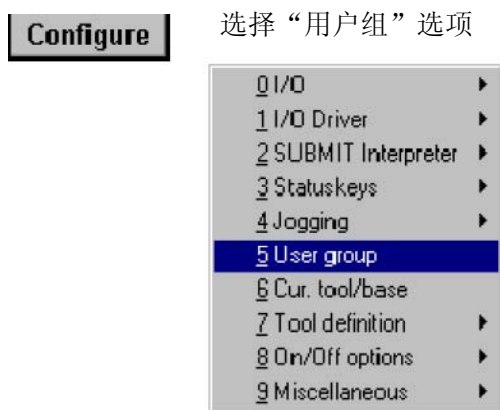 Configure
选择“用户组”选项
0 I/O
1 I/O Driver
2 SUBMIT Interpreter
3 Statuskeys
4 Jogging
5 User group
6 Cur. tool/base
7 Tool definition
8 On/Off options
9 Miscellaneous